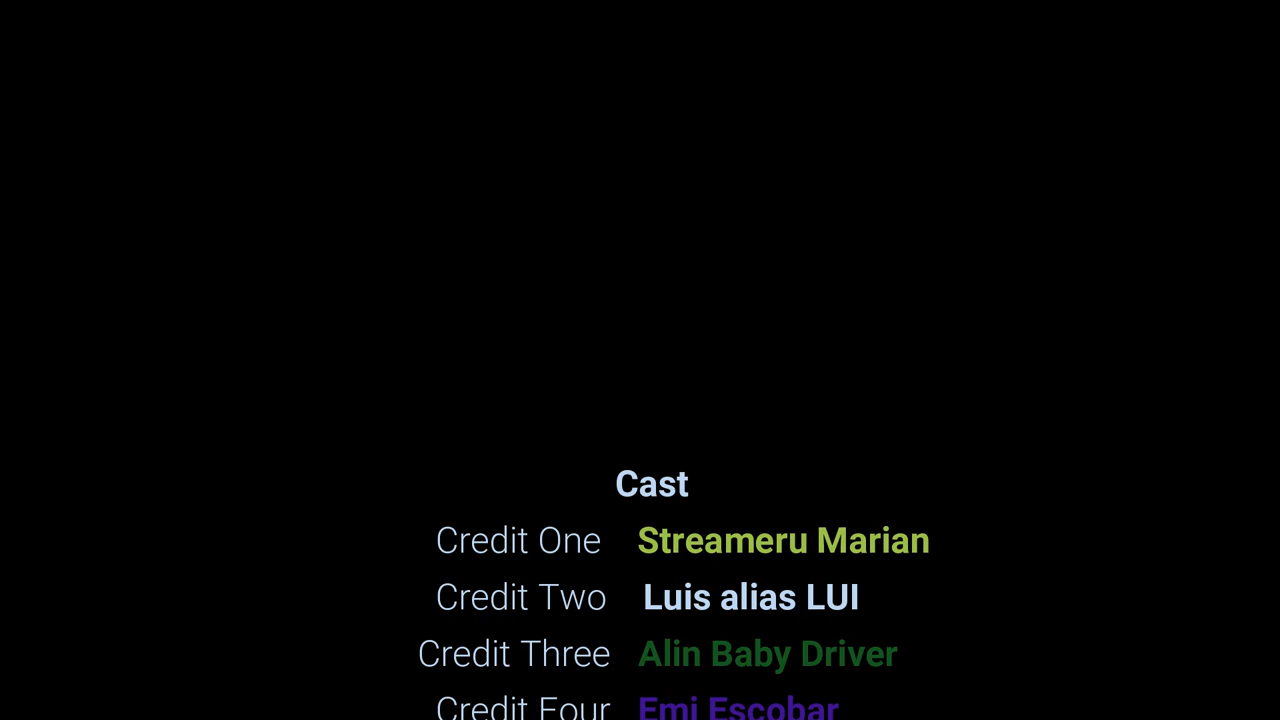 Cast
Credit One Streameru Marian
Credit Two Luis alias LUI
Credit Three Alin Baby Driver
Credit Four Emi Escobar